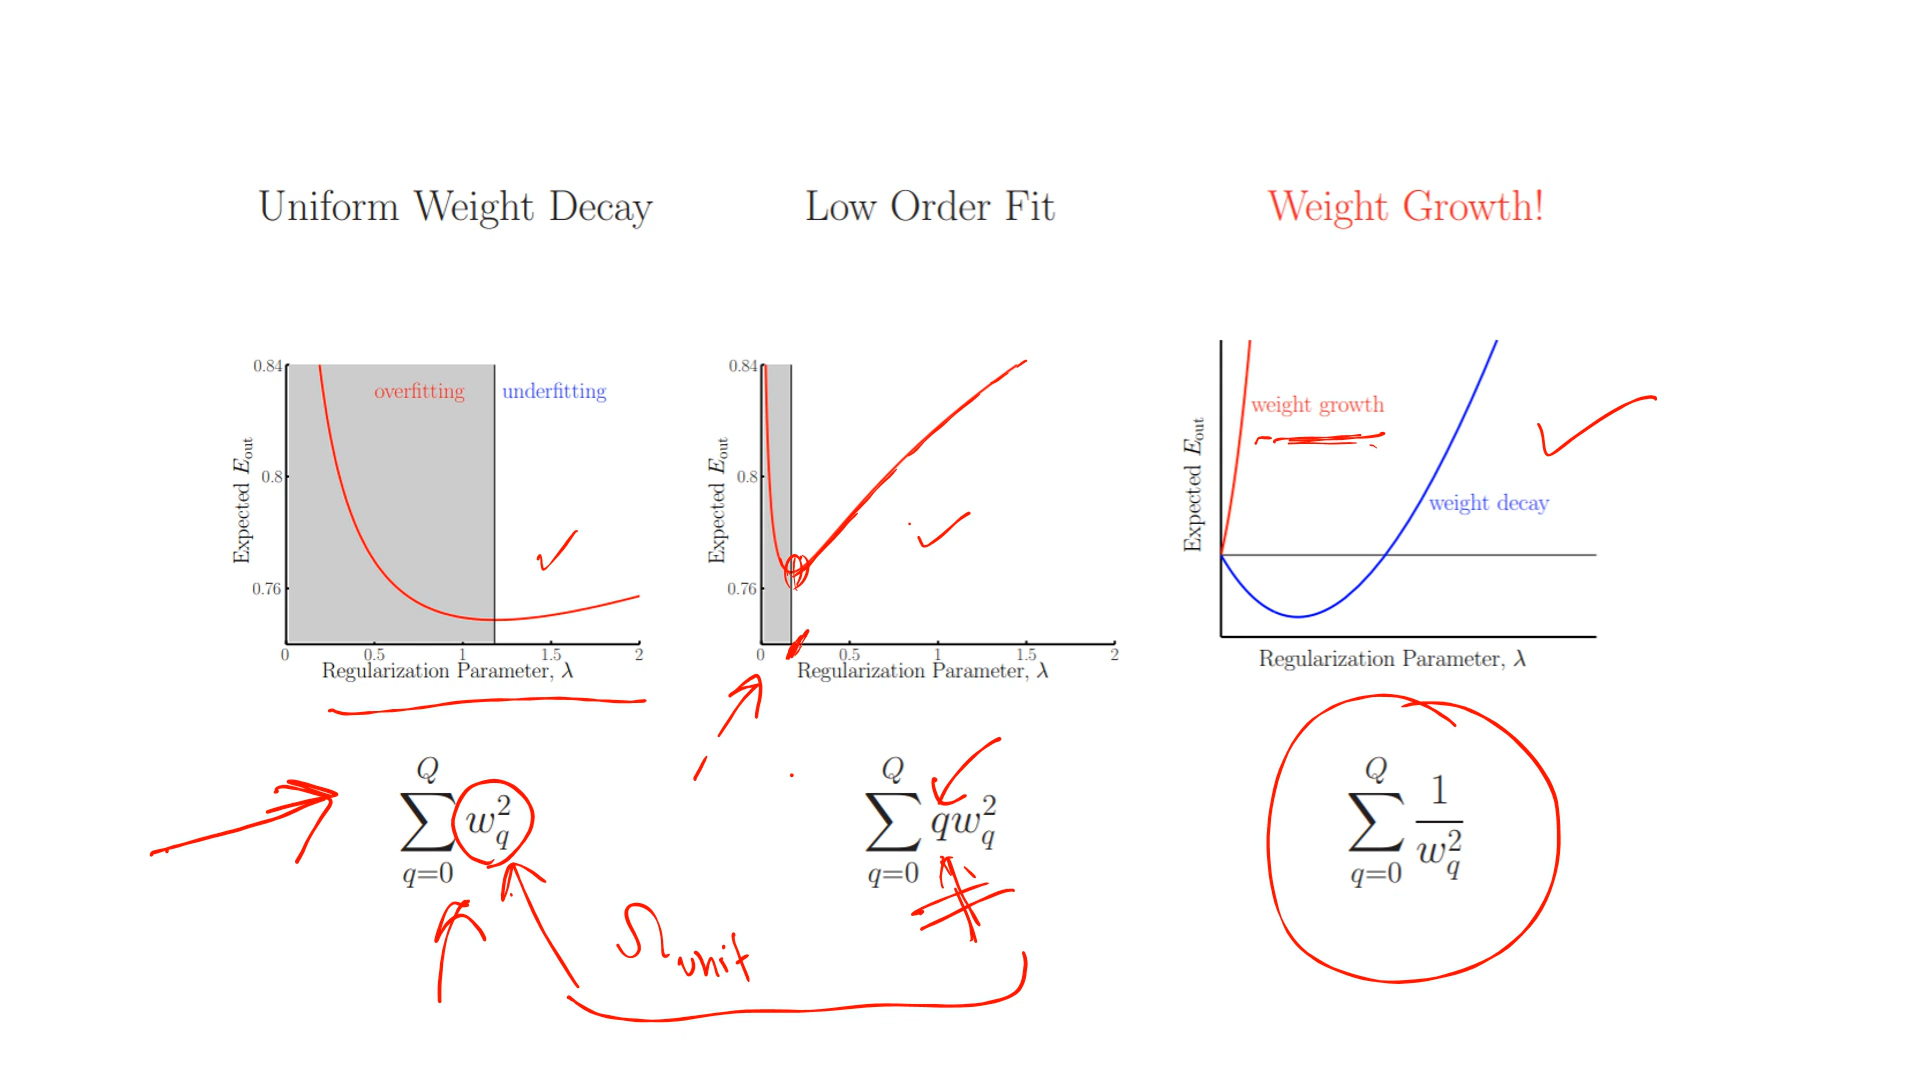 Uniform Weight Decay
Low Order Fit
Weight Growth!
0.84
0.8
0.76
Expected E_out
overfitting
underfitting
0 0.5 1 1.5 2
Regularization Parameter, λ
0.84
0.8
0.76
Expected E_out
0 0.5 1 1.5 2
Regularization Parameter, λ
Expected E_out
weight growth
weight decay
Regularization Parameter, λ
∑_{q=0}^{Q} w_q^2
∑_{q=0}^{Q} qw_q^2
∑_{q=0}^{Q} 1/w_q^2
Ω unif